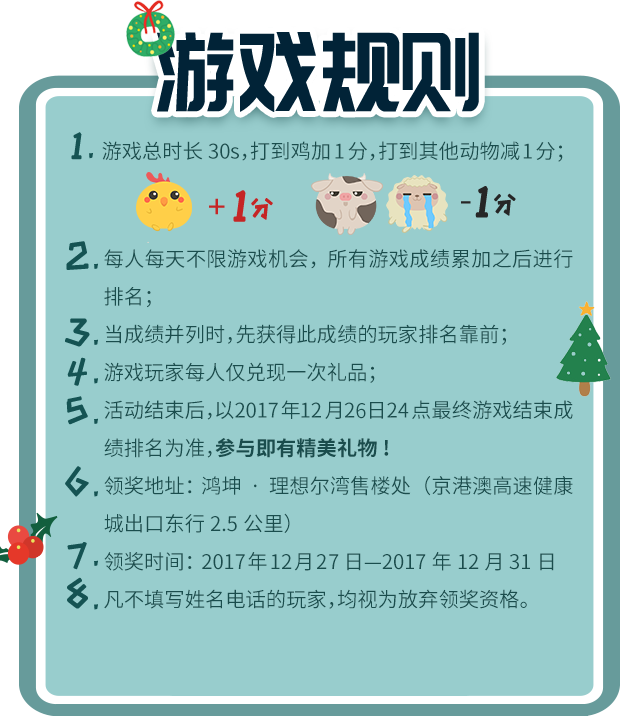 游戏规则
1. 游戏总时长 30s,打到鸡加1分,打到其他动物减1分;
+1分 -1分
2. 每人每天不限游戏机会，所有游戏成绩累加之后进行
排名;
3. 当成绩并列时,先获得此成绩的玩家排名靠前;
4. 游戏玩家每人仅兑现一次礼品;
5. 活动结束后,以2017年12月26日24点最终游戏结束成
绩排名为准,参与即有精美礼物！
6. 领奖地址：鸿坤 · 理想尔湾售楼处（京港澳高速健康
城出口东行 2.5 公里）
7. 领奖时间：2017年12月27 日—2017 年 12 月 31 日
8. 凡不填写姓名电话的玩家,均视为放弃领奖资格。